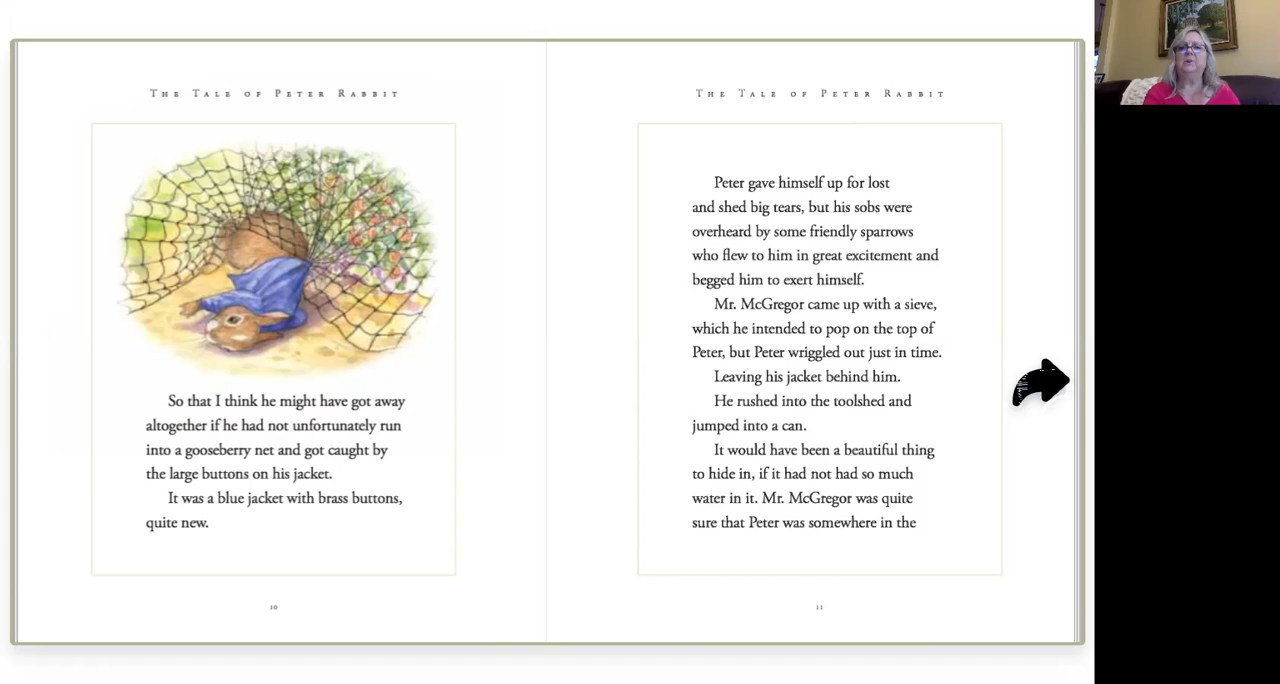 The Tale of Peter Rabbit
So that I think he might have got away
altogether if he had not unfortunately run
into a gooseberry net and got caught by
the large buttons on his jacket.
It was a blue jacket with brass buttons,
quite new.
10
The Tale of Peter Rabbit
Peter gave himself up for lost
and shed big tears, but his sobs were
overheard by some friendly sparrows
who flew to him in great excitement and
begged him to exert himself.
Mr. McGregor came up with a sieve,
which he intended to pop on the top of
Peter, but Peter wriggled out just in time.
Leaving his jacket behind him.
He rushed into the toolshed and
jumped into a can.
It would have been a beautiful thing
to hide in, if it had not had so much
water in it. Mr. McGregor was quite
sure that Peter was somewhere in the
11